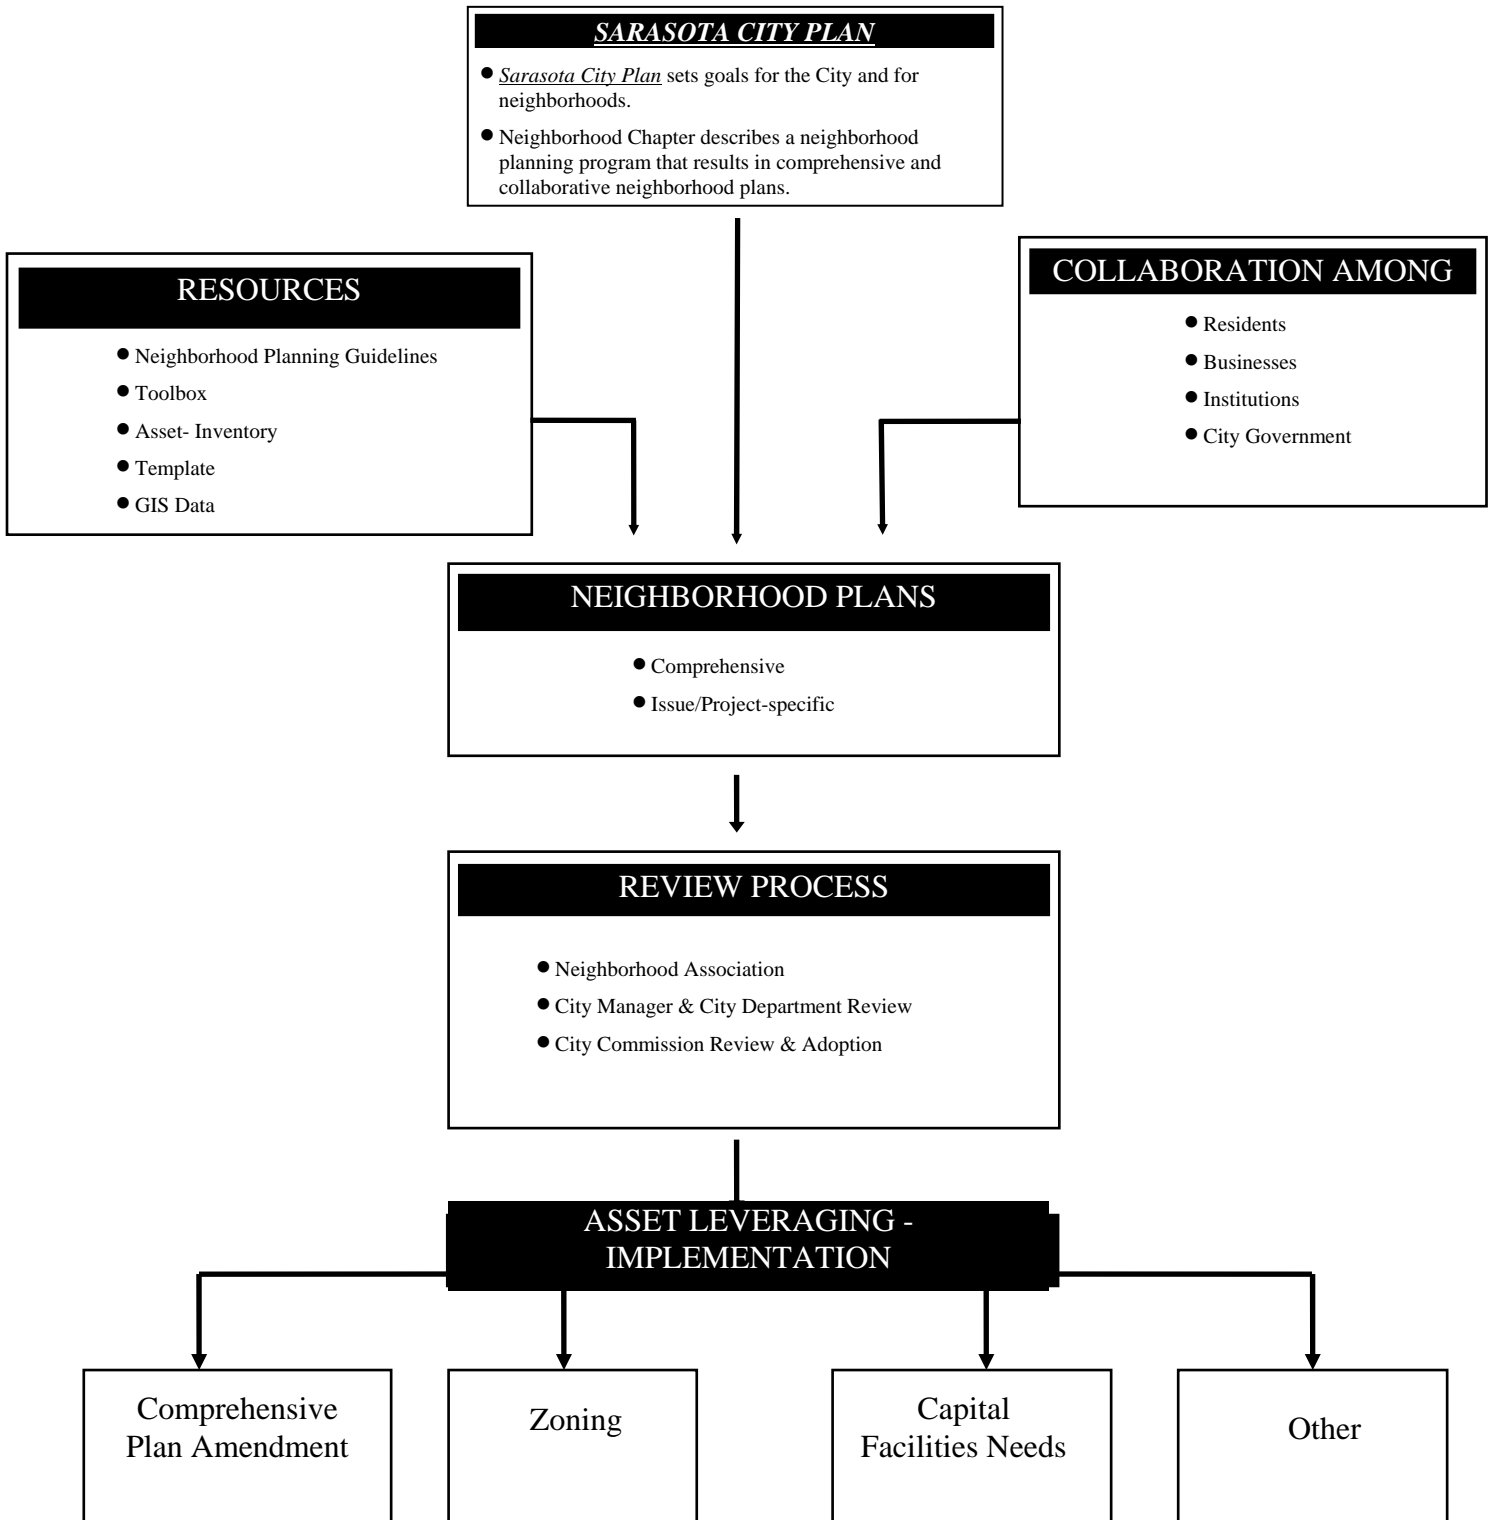 SARASOTA CITY PLAN
● Sarasota City Plan sets goals for the City and for
neighborhoods.
● Neighborhood Chapter describes a neighborhood
planning program that results in comprehensive and
collaborative neighborhood plans.
RESOURCES
● Neighborhood Planning Guidelines
● Toolbox
● Asset- Inventory
● Template
● GIS Data
COLLABORATION AMONG
● Residents
● Businesses
● Institutions
● City Government
NEIGHBORHOOD PLANS
● Comprehensive
● Issue/Project-specific
REVIEW PROCESS
● Neighborhood Association
● City Manager & City Department Review
● City Commission Review & Adoption
ASSET LEVERAGING -
IMPLEMENTATION
Comprehensive
Plan Amendment
Zoning
Capital
Facilities Needs
Other